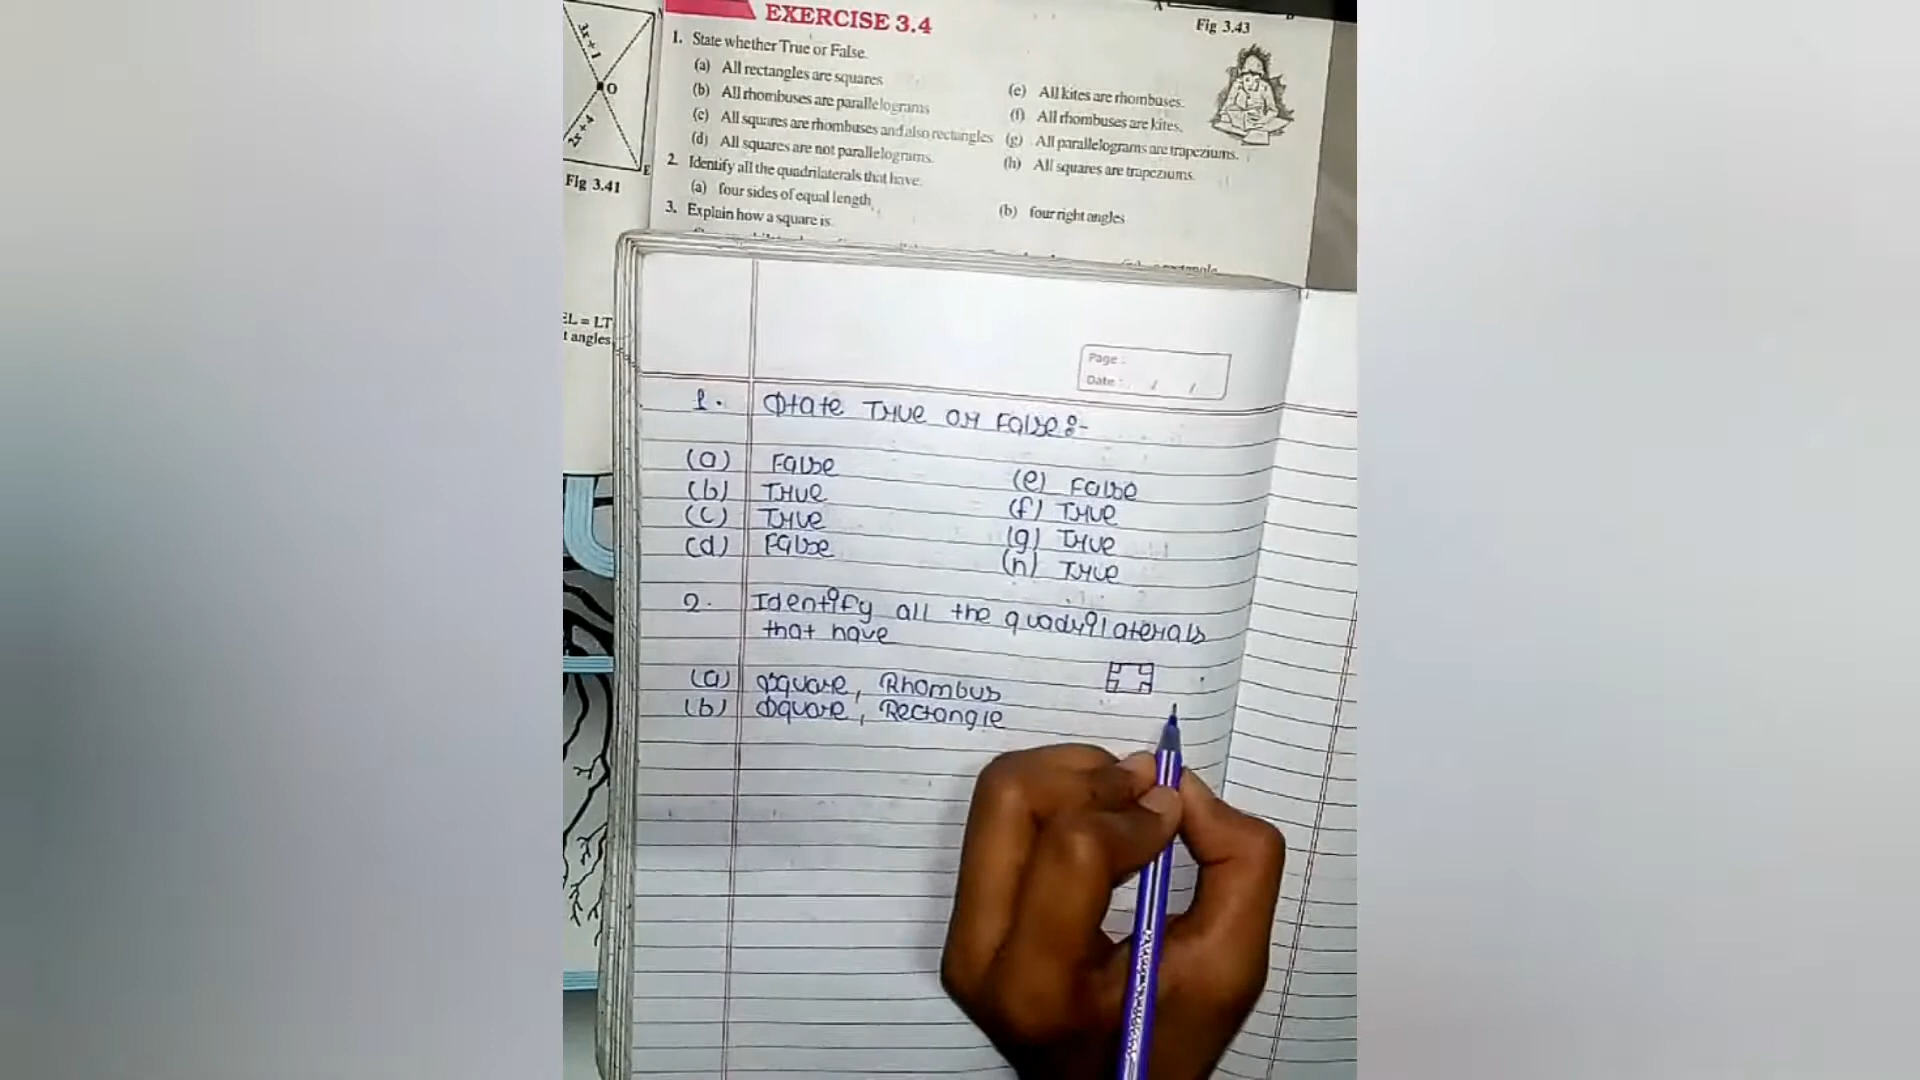 EXERCISE 3.4
Fig 3.43
1. State whether True or False.
(a) All rectangles are squares
(b) All rhombuses are parallelograms
(c) All squares are rhombuses and also rectangles
(d) All squares are not parallelograms.
(e) All kites are rhombuses.
(f) All rhombuses are kites.
(g) All parallelograms are trapeziums.
(h) All squares are trapeziums.
2. Identify all the quadrilaterals that have.
(a) four sides of equal length
(b) four right angles
3. Explain how a square is
3x + 1
O
E
Fig 3.41
EL = LT
t angles
Page :
Date : / /
1. State True or False:-
(a) False
(b) True
(c) True
(d) False
(e) False
(f) True
(g) True
(h) True
2. Identify all the quadrilaterals
that have
(a) square, Rhombus
(b) square, Rectangle